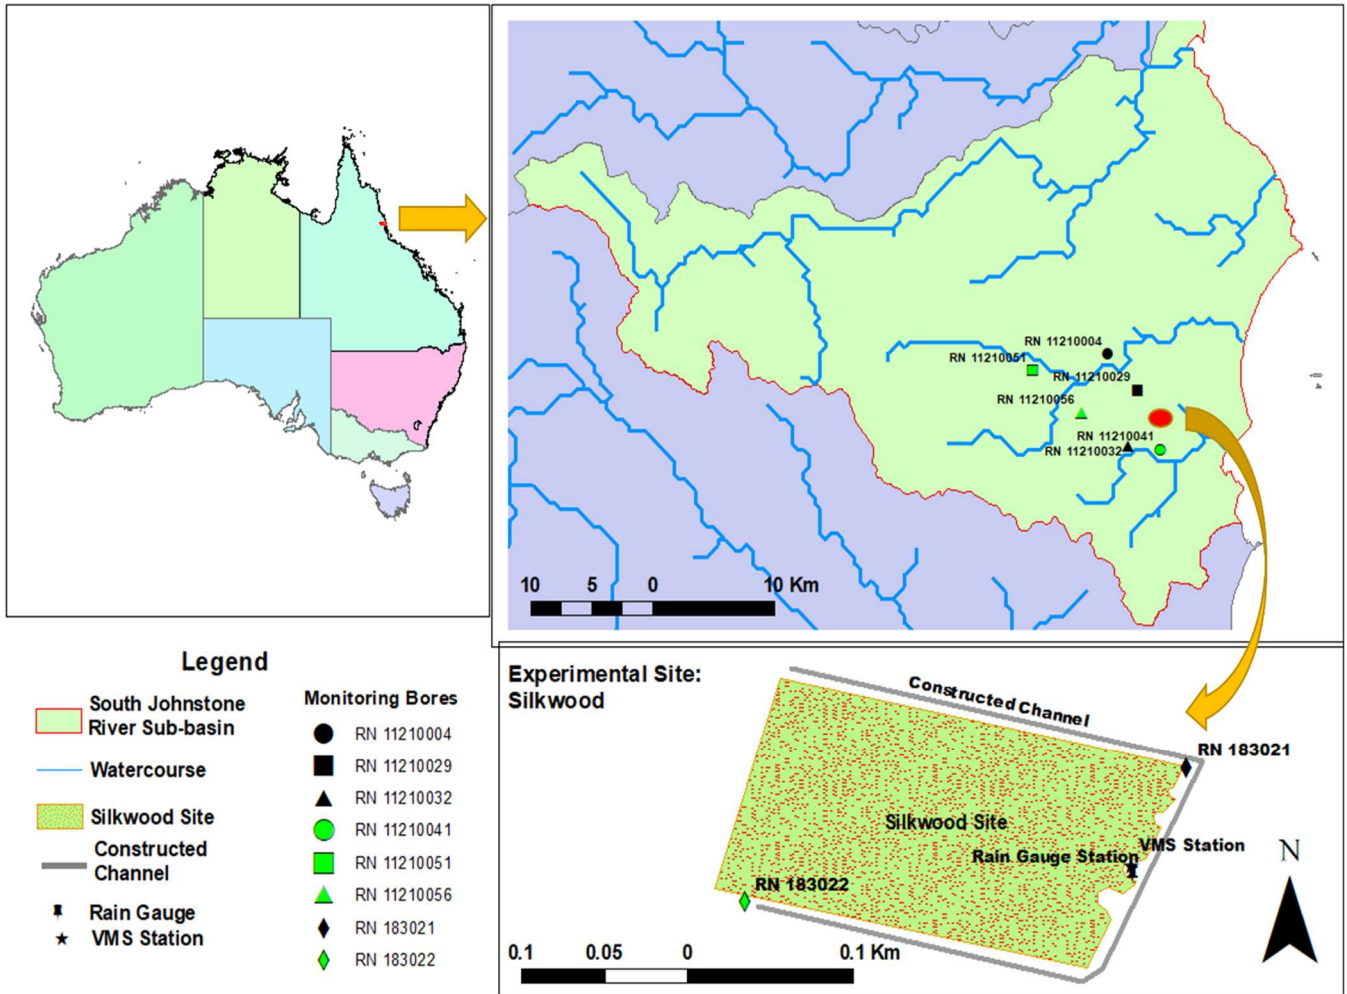 RN 11210004
RN 11210051
RN 11210029
RN 11210056
RN 11210041
RN 11210032
10 5 0 10 Km
Legend
South Johnstone
River Sub-basin
Watercourse
Silkwood Site
Constructed
Channel
Rain Gauge
VMS Station
Monitoring Bores
RN 11210004
RN 11210029
RN 11210032
RN 11210041
RN 11210051
RN 11210056
RN 183021
RN 183022
Experimental Site:
Silkwood
Constructed Channel
RN 183021
Silkwood Site
VMS Station
Rain Gauge Station
RN 183022
N
0.1 0.05 0 0.1 Km